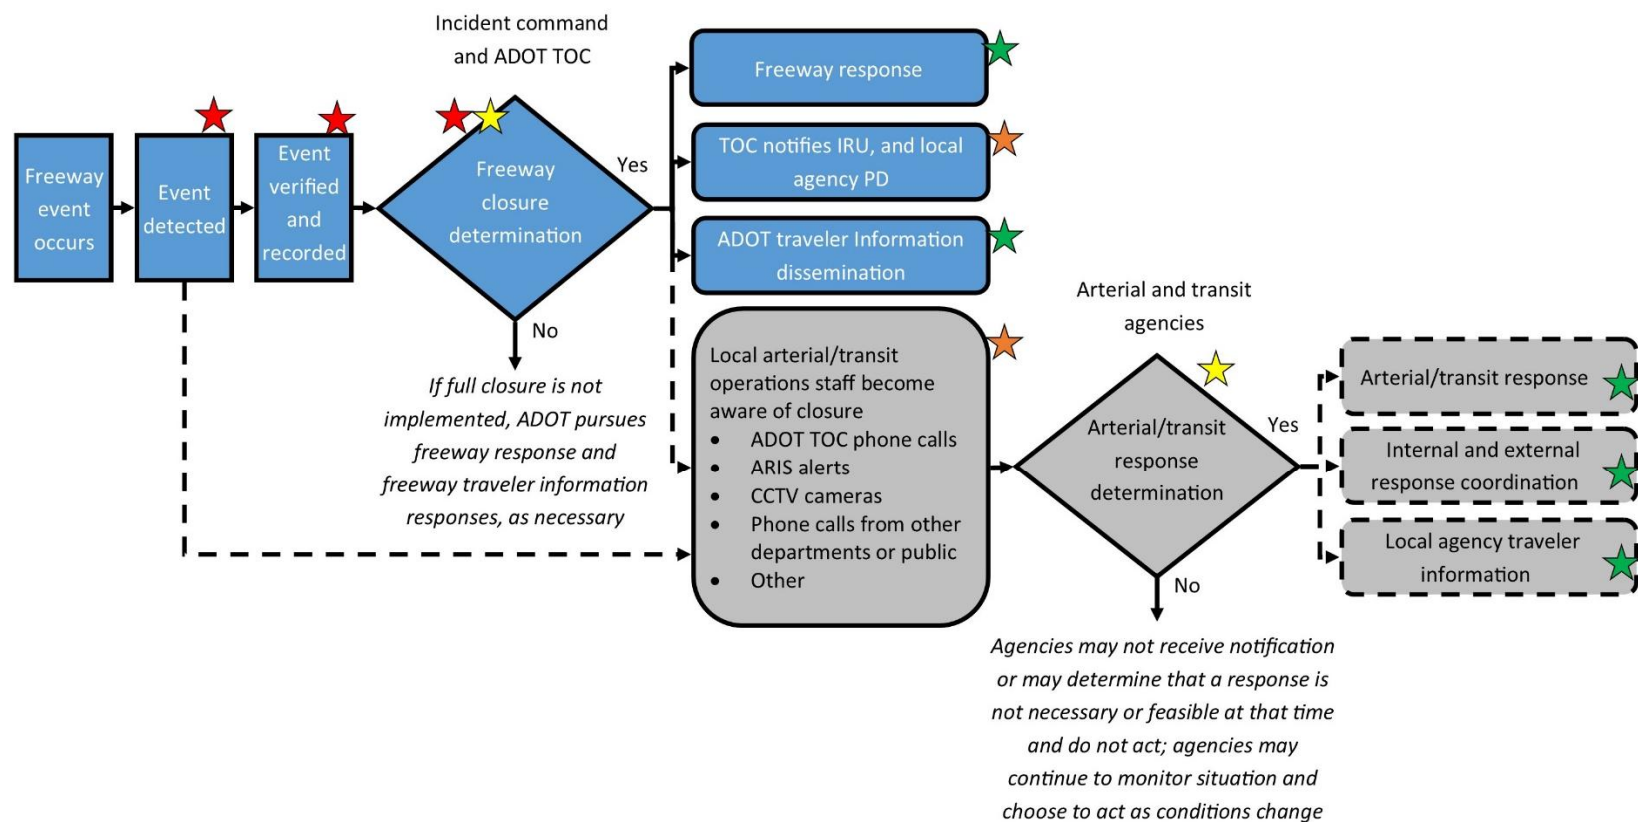 Incident command
and ADOT TOC
Freeway
event
occurs
Event
detected
Event
verified
and
recorded
Freeway
closure
determination
Yes
No
If full closure is not
implemented, ADOT pursues
freeway response and
freeway traveler information
responses, as necessary
Freeway response
TOC notifies IRU, and local
agency PD
ADOT traveler Information
dissemination
Local arterial/transit
operations staff become
aware of closure
• ADOT TOC phone calls
• ARIS alerts
• CCTV cameras
• Phone calls from other
departments or public
• Other
Arterial and transit
agencies
Arterial/transit
response
determination
Yes
No
Agencies may not receive notification
or may determine that a response is
not necessary or feasible at that time
and do not act; agencies may
continue to monitor situation and
choose to act as conditions change
Arterial/transit response
Internal and external
response coordination
Local agency traveler
information